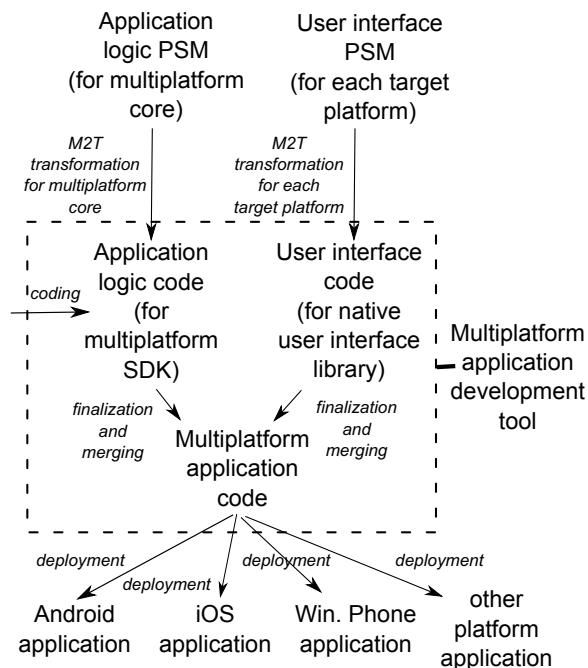 Application
logic PSM
(for multiplatform
core)
User interface
PSM
(for each target
platform)
M2T
transformation
for multiplatform
core
M2T
transformation
for each
target platform
coding
Application
logic code
(for
multiplatform
SDK)
User interface
code
(for native
user interface
library)
Multiplatform
application
development
tool
finalization
and
merging
finalization
and
merging
Multiplatform
application
code
deployment
deployment
deployment
deployment
Android
application
iOS
application
Win. Phone
application
other
platform
application